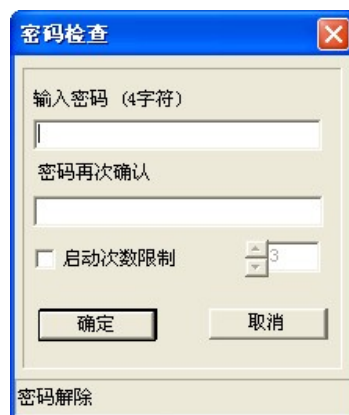 密码检查
输入密码 (4字符)
密码再次确认
启动次数限制 3
确定 取消
密码解除